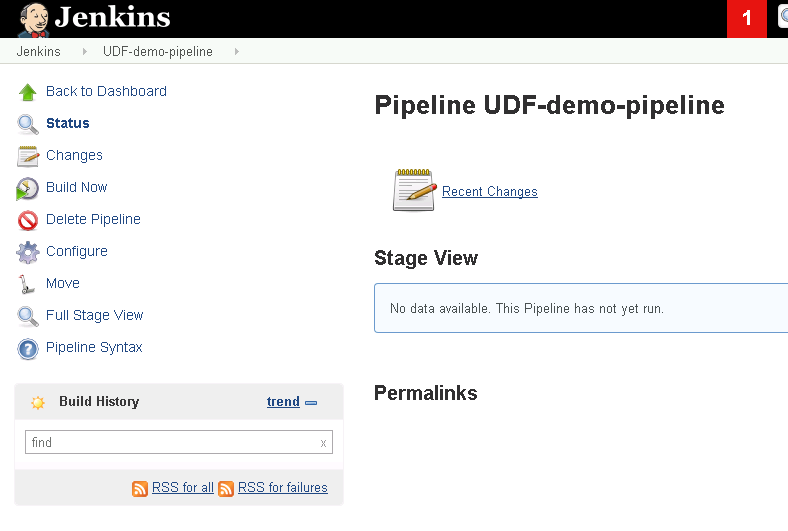 Jenkins
1
Jenkins UDF-demo-pipeline
Back to Dashboard
Status
Changes
Build Now
Delete Pipeline
Configure
Move
Full Stage View
Pipeline Syntax
Build History trend
find x
RSS for all RSS for failures
Pipeline UDF-demo-pipeline
Recent Changes
Stage View
No data available. This Pipeline has not yet run.
Permalinks